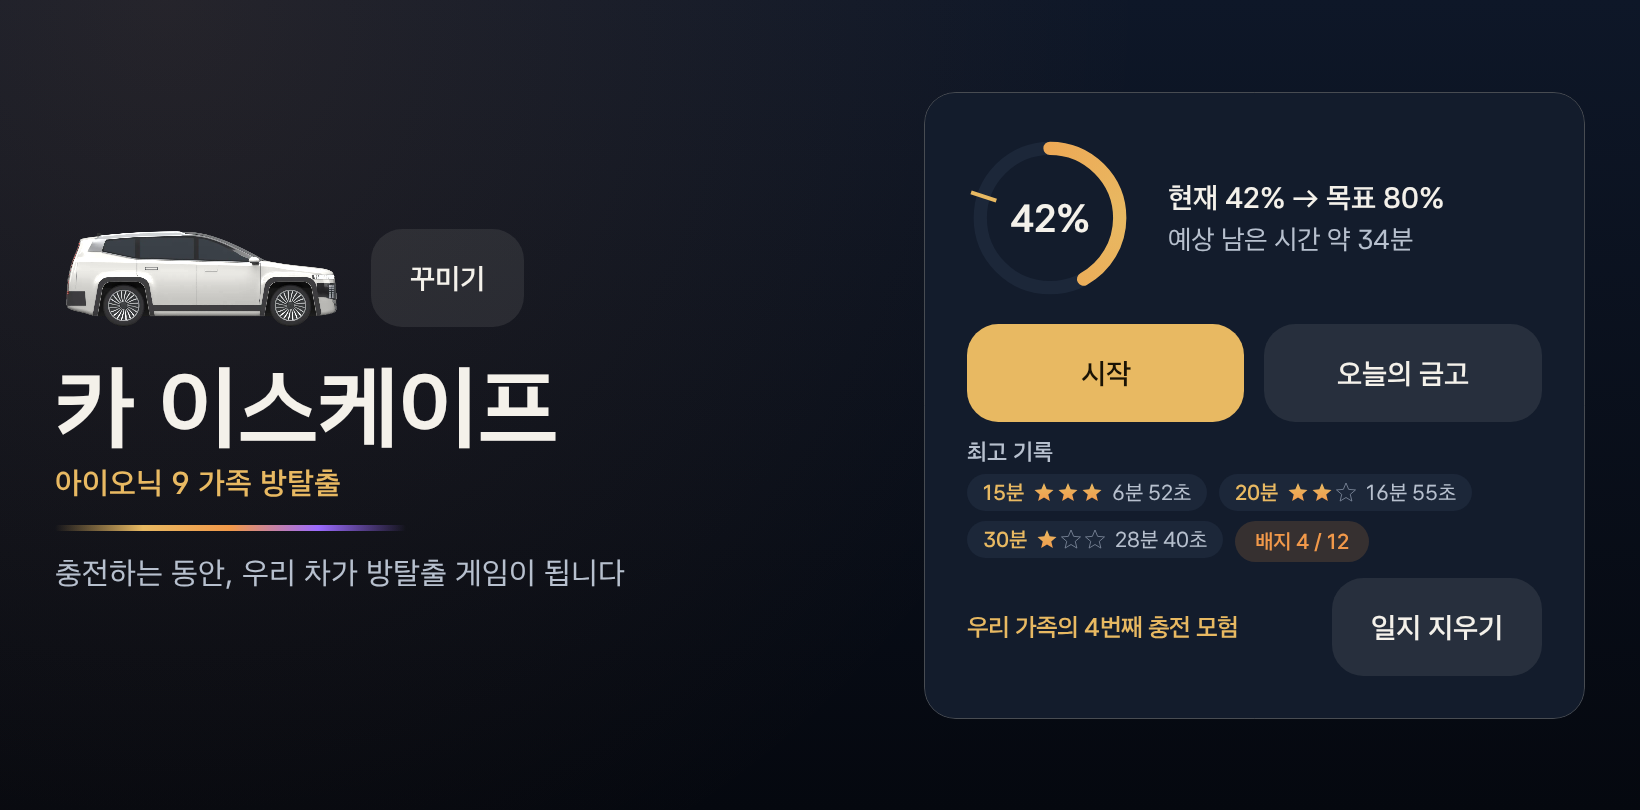 꾸미기
카 이스케이프
아이오닉 9 가족 방탈출
충전하는 동안, 우리 차가 방탈출 게임이 됩니다
42%
현재 42% → 목표 80%
예상 남은 시간 약 34분
시작
오늘의 금고
최고 기록
15분 ★★★ 6분 52초
20분 ★★☆ 16분 55초
30분 ★☆☆ 28분 40초
배지 4 / 12
우리 가족의 4번째 충전 모험
일지 지우기